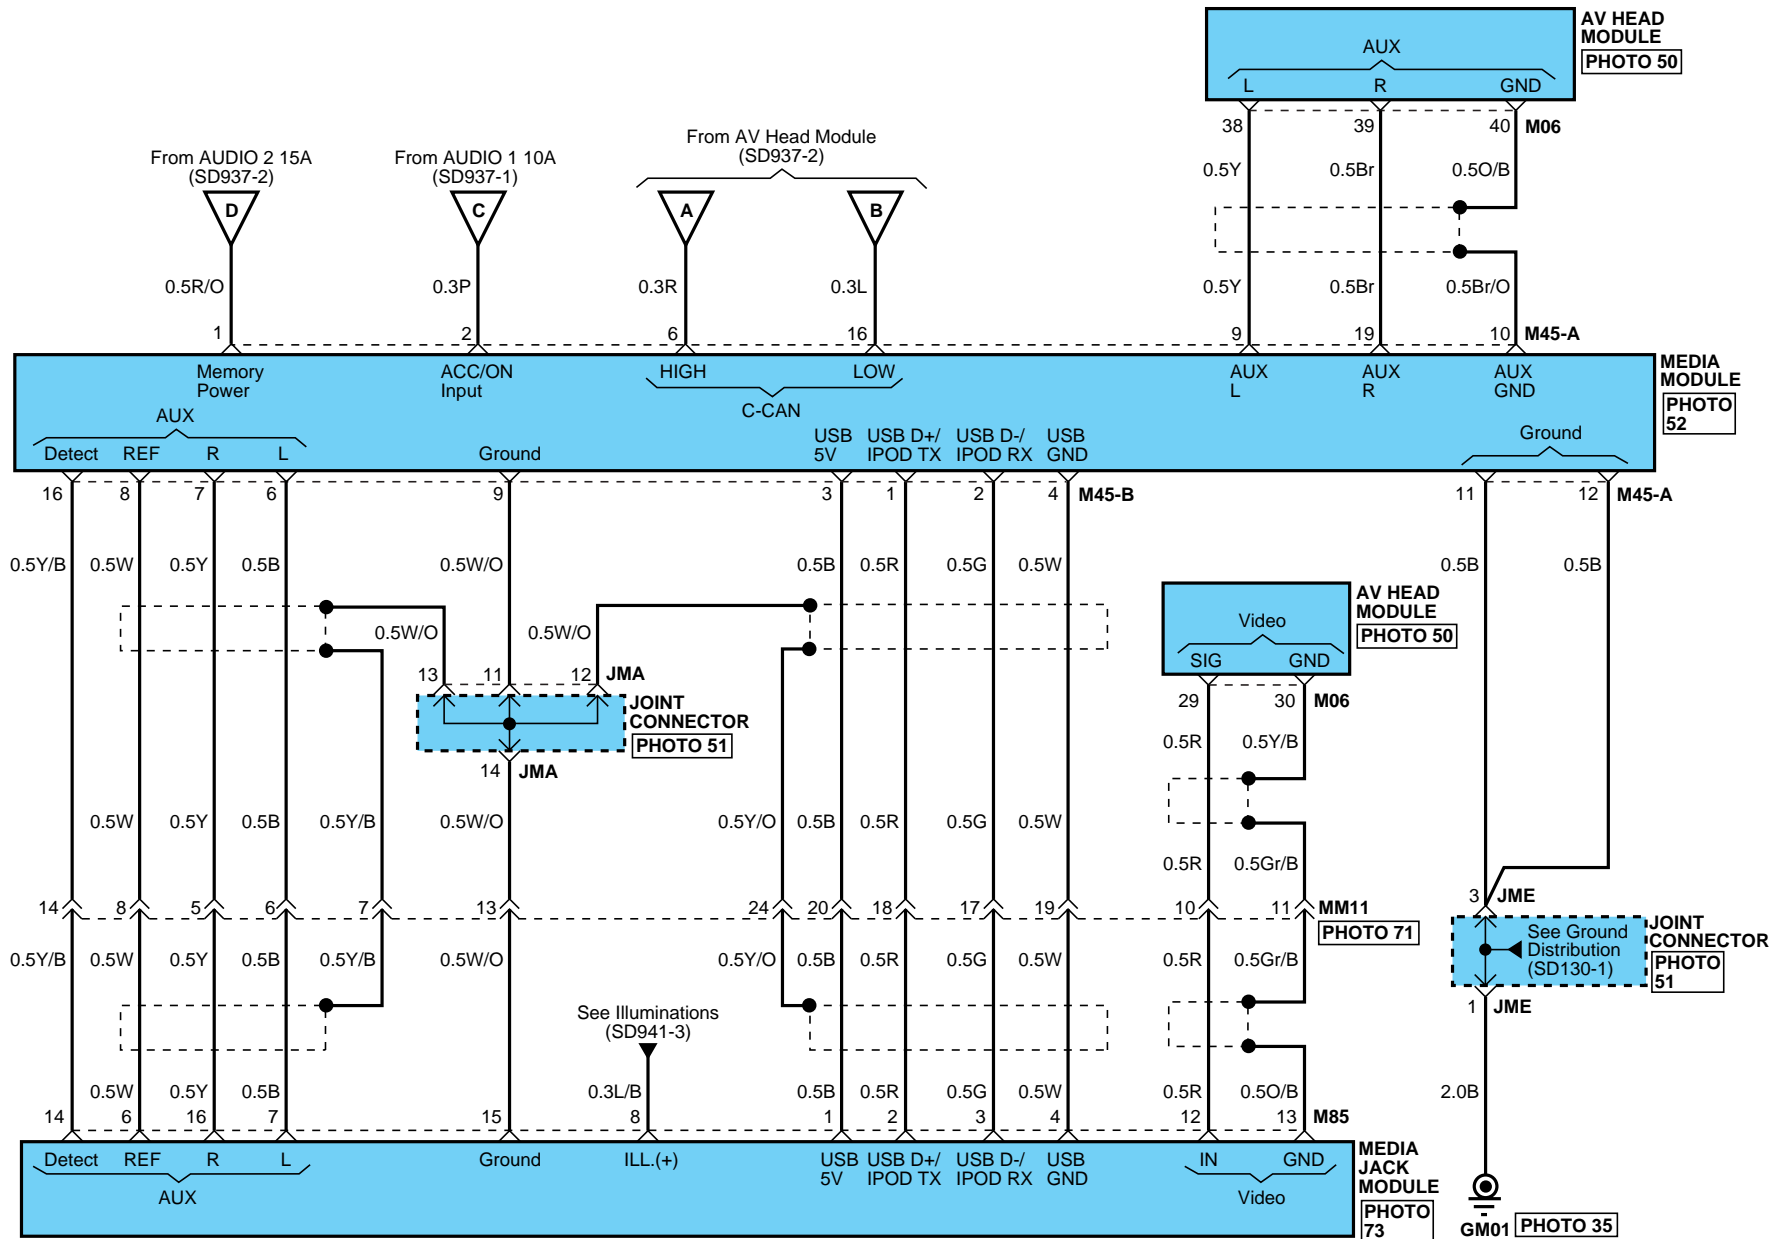 AV HEAD
MODULE
PHOTO 50
AUX
L R GND
38 39 40 M06
From AV Head Module
(SD937-2)
From AUDIO 2 15A
(SD937-2)
From AUDIO 1 10A
(SD937-1)
0.5Y 0.5Br 0.5O/B
D C A B
0.5R/O 0.3P 0.3R 0.3L 0.5Y 0.5Br 0.5Br/O
1 2 6 16 9 19 10 M45-A
Memory
Power
ACC/ON
Input
HIGH LOW
C-CAN
AUX
L
AUX
R
AUX
GND
MEDIA
MODULE
PHOTO
52
AUX
Detect REF R L
Ground
USB
5V
USB D+/
IPOD TX
USB D-/
IPOD RX
USB
GND
Ground
16 8 7 6 9 3 1 2 4 M45-B 11 12 M45-A
0.5Y/B 0.5W 0.5Y 0.5B 0.5W/O 0.5B 0.5R 0.5G 0.5W 0.5B 0.5B
AV HEAD
MODULE
PHOTO 50
Video
SIG GND
0.5W/O 0.5W/O
13 11 12 JMA
29 30 M06
JOINT
CONNECTOR
PHOTO 51
14 JMA
0.5R 0.5Y/B
0.5W 0.5Y 0.5B 0.5Y/B 0.5W/O 0.5Y/O 0.5B 0.5R 0.5G 0.5W
0.5R 0.5Gr/B
14 8 5 6 7 13 24 20 18 17 19 10 11 MM11
PHOTO 71
3 JME
JOINT
CONNECTOR
PHOTO
51
See Ground
Distribution
(SD130-1)
1 JME
0.5Y/B 0.5W 0.5Y 0.5B 0.5Y/B 0.5W/O 0.5Y/O 0.5B 0.5R 0.5G 0.5W 0.5R 0.5Gr/B
See Illuminations
(SD941-3)
0.5W 0.5Y 0.5B 0.3L/B 0.5B 0.5R 0.5G 0.5W 0.5R 0.5O/B 2.0B
14 6 16 7 15 8 1 2 3 4 12 13 M85
Detect REF R L
AUX
Ground
ILL.(+)
USB
5V
USB D+/
IPOD TX
USB D-/
IPOD RX
USB
GND
IN GND
Video
MEDIA
JACK
MODULE
PHOTO
73
GM01 PHOTO 35